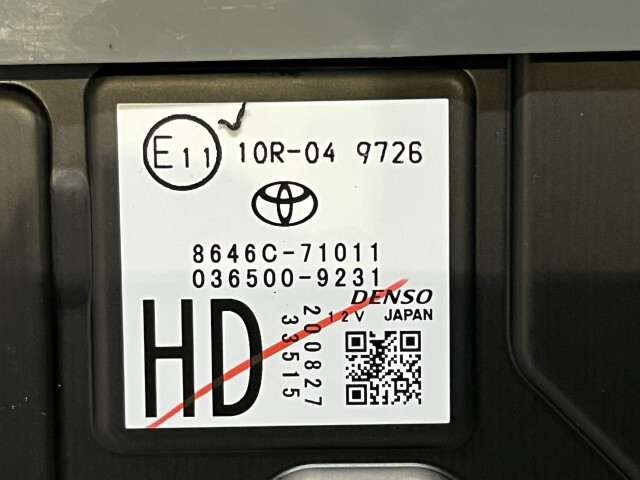 E11 10R-04 9726
8646C-71011
036500-9231
DENSO
12V JAPAN
HD
200827
33515